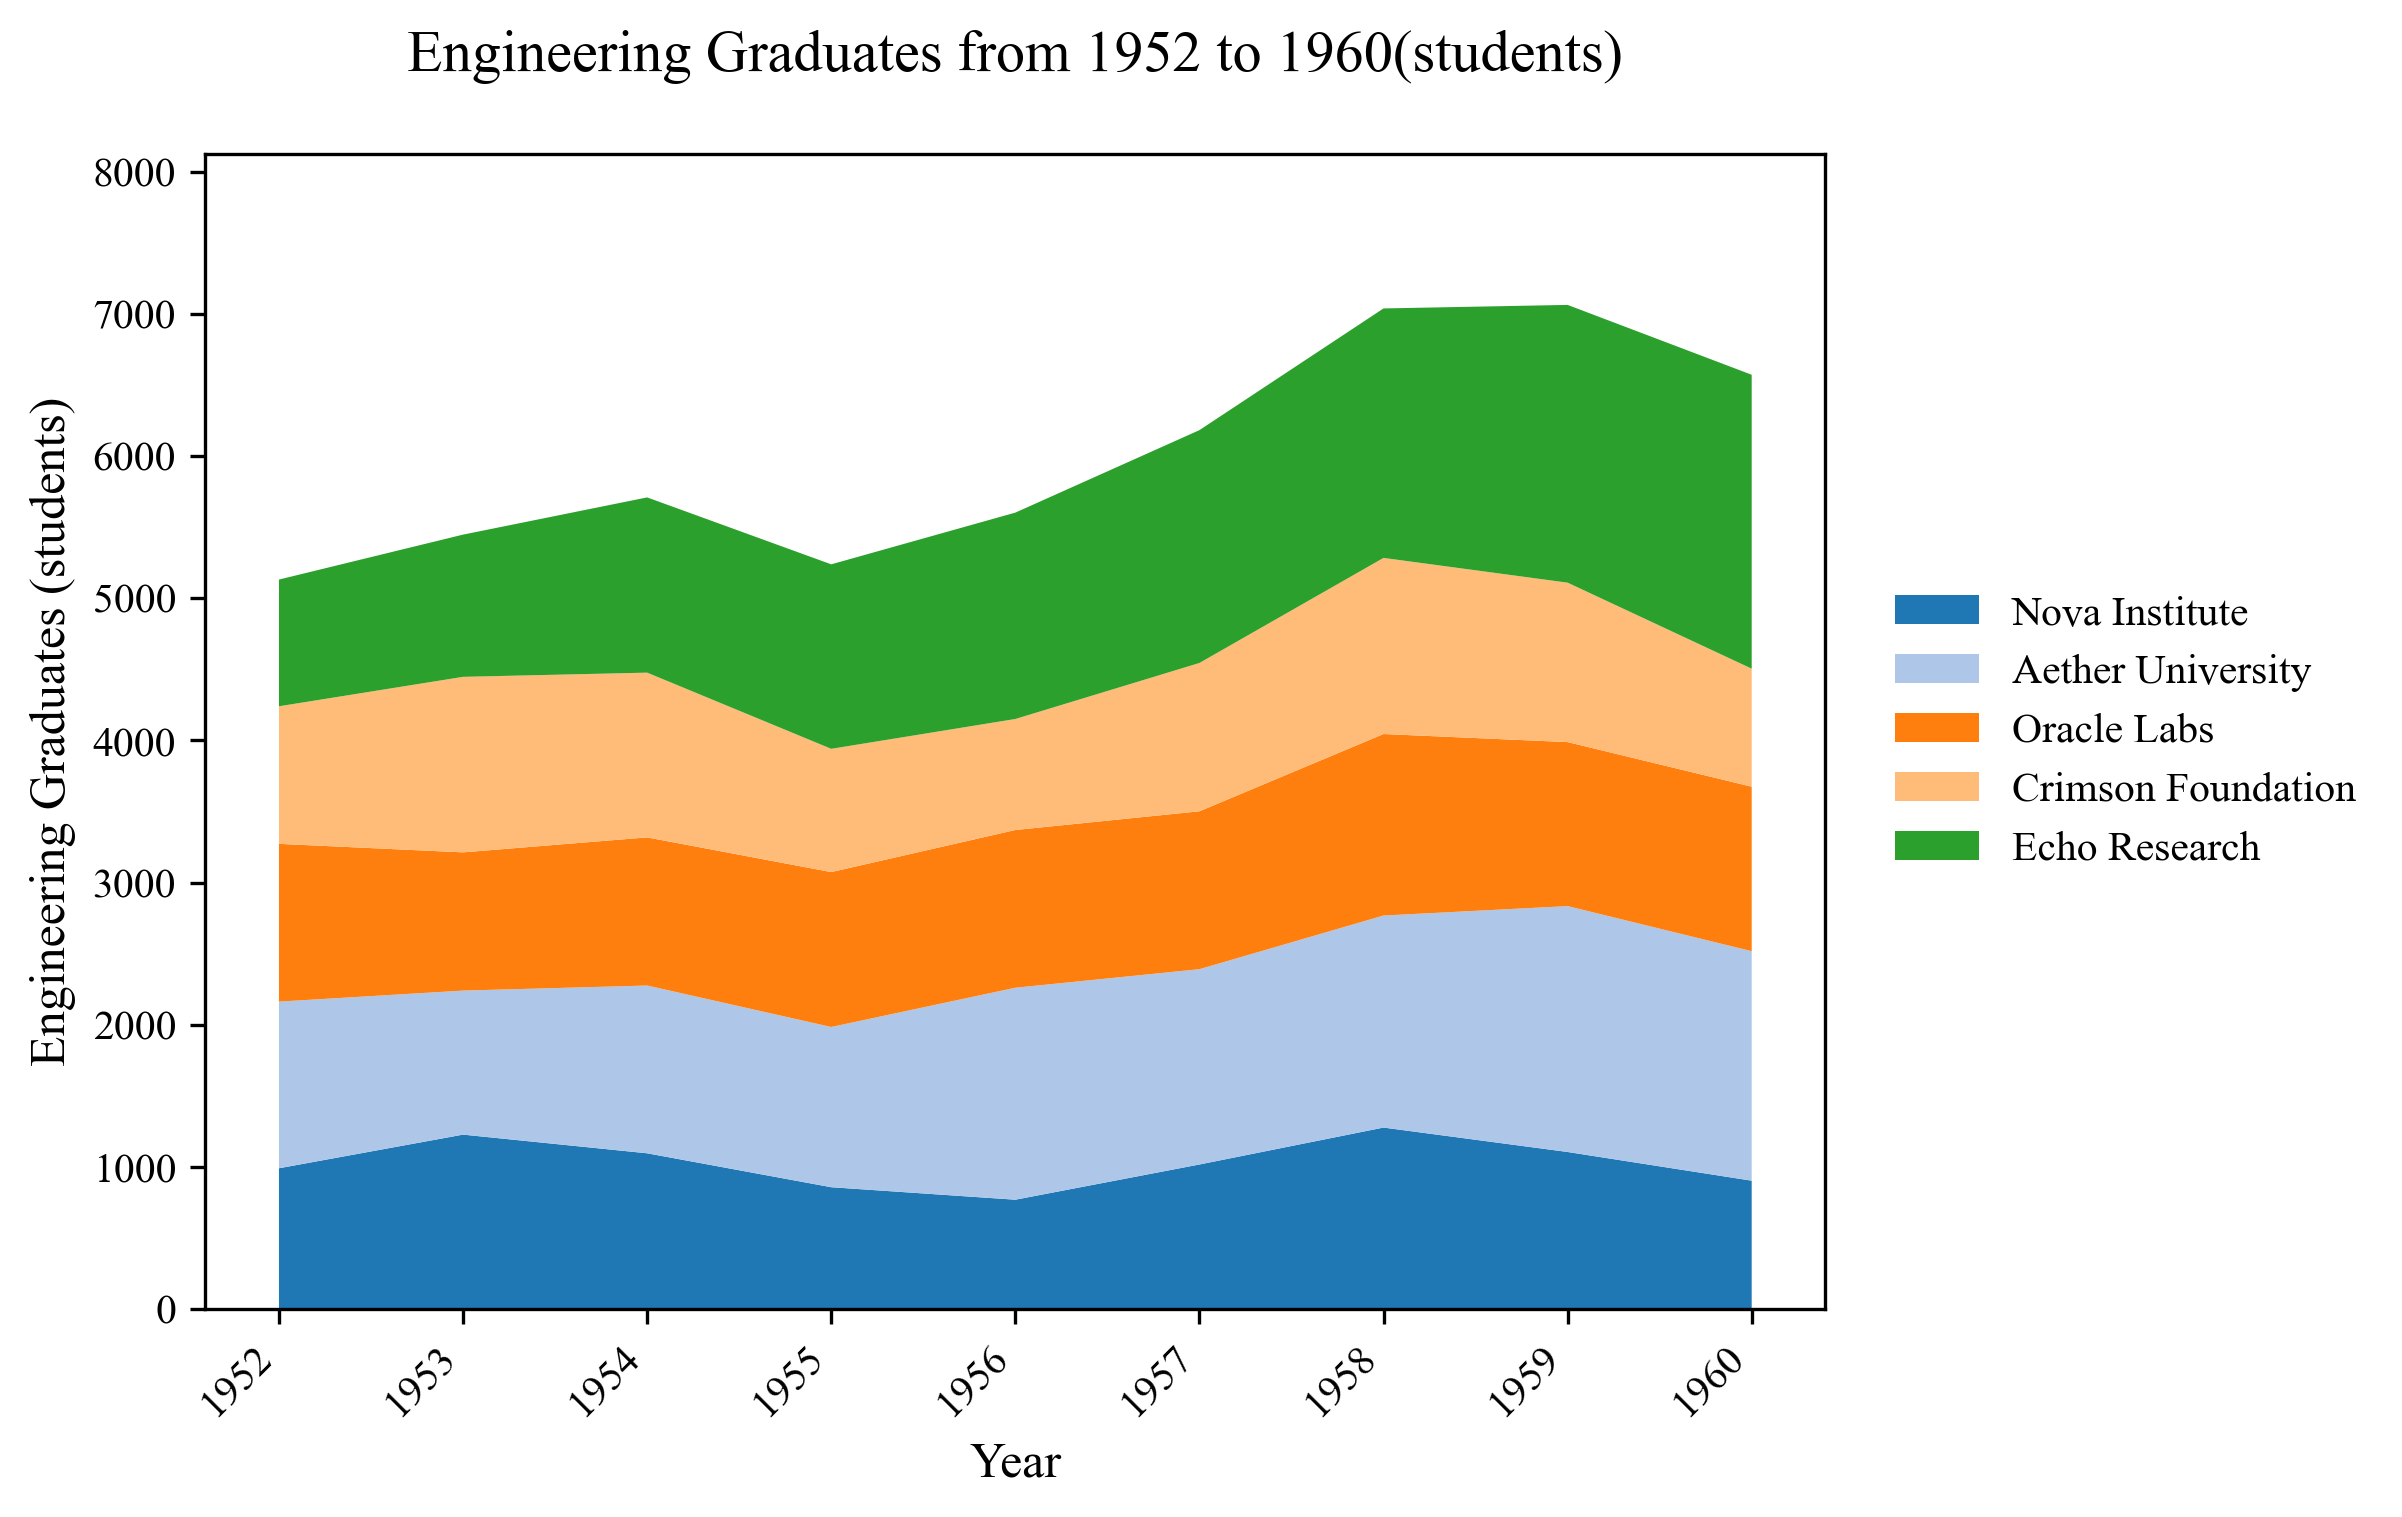 Engineering Graduates from 1952 to 1960(students)
Engineering Graduates (students)
8000
7000
6000
5000
4000
3000
2000
1000
0
1952
1953
1954
1955
1956
1957
1958
1959
1960
Year
Nova Institute
Aether University
Oracle Labs
Crimson Foundation
Echo Research